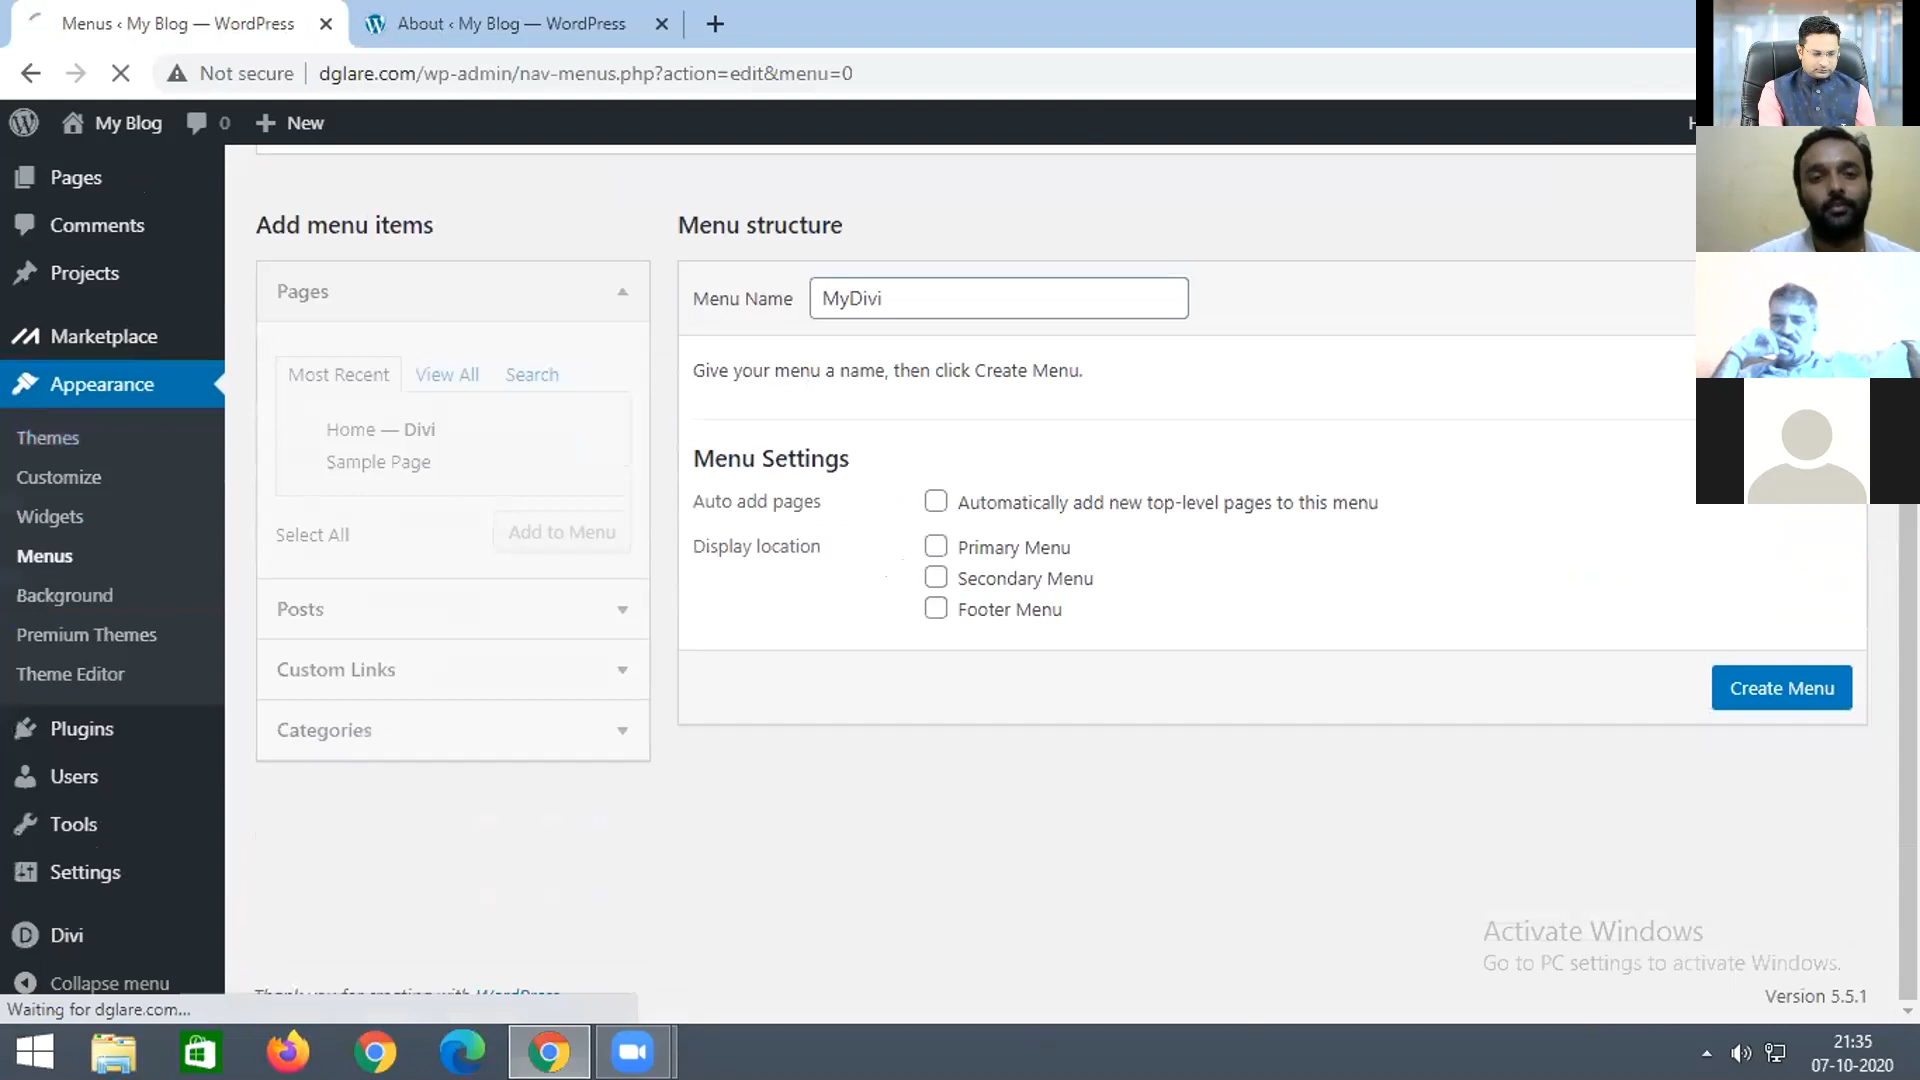 Menus ‹ My Blog — WordPress
About ‹ My Blog — WordPress
Not secure
dglare.com/wp-admin/nav-menus.php?action=edit&menu=0
My Blog
0
New
H
Pages
Comments
Projects
Marketplace
Appearance
Themes
Customize
Widgets
Menus
Background
Premium Themes
Theme Editor
Plugins
Users
Tools
Settings
Divi
Collapse menu
Add menu items
Pages
Most Recent
View All
Search
Home — Divi
Sample Page
Select All
Add to Menu
Posts
Custom Links
Categories
Menu structure
Menu Name
MyDivi
Give your menu a name, then click Create Menu.
Menu Settings
Auto add pages
Automatically add new top-level pages to this menu
Display location
Primary Menu
Secondary Menu
Footer Menu
Create Menu
Activate Windows
Go to PC settings to activate Windows.
Thank you for creating with WordPress
Version 5.5.1
Waiting for dglare.com...
21:35
07-10-2020